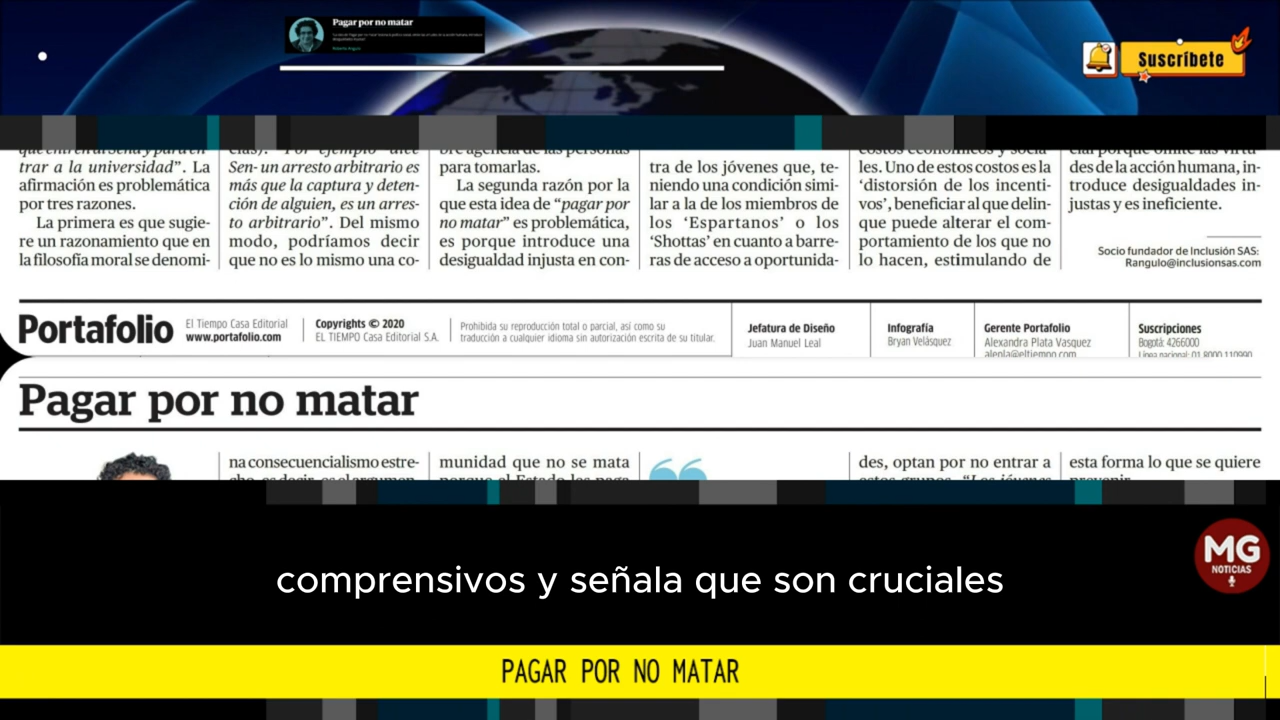 Pagar por no matar
Suscríbete
trar a la universidad”. La
afirmación es problemática
por tres razones.
La primera es que sugie-
re un razonamiento que en
la filosofía moral se denomi-
Sen- un arresto arbitrario es
más que la captura y deten-
ción de alguien, es un arres-
to arbitrario”. Del mismo
modo, podríamos decir
que no es lo mismo una co-
para tomarlas.
La segunda razón por la
que esta idea de “pagar por
no matar” es problemática,
es porque introduce una
desigualdad injusta en con-
tra de los jóvenes que, te-
niendo una condición simi-
lar a la de los miembros de
los ‘Espartanos’ o los
‘Shottas’ en cuanto a barre-
ras de acceso a oportunida-
costos económicos y socia-
les. Uno de estos costos es la
‘distorsión de los incenti-
vos’, beneficiar al que delin-
que puede alterar el com-
portamiento de los que no
lo hacen, estimulando de
des de la acción humana, in-
troduce desigualdades in-
justas y es ineficiente.
Socio fundador de Inclusión SAS:
Rangulo@inclusionsas.com
Portafolio
El Tiempo Casa Editorial
www.portafolio.com
Copyrights © 2020
EL TIEMPO Casa Editorial S.A.
Prohibida su reproducción total o parcial, así como su
traducción a cualquier idioma sin autorización escrita de su titular.
Jefatura de Diseño
Juan Manuel Leal
Infografía
Bryan Velásquez
Gerente Portafolio
Alexandra Plata Vasquez
alepla@eltiempo.com
Suscripciones
Bogotá: 4266000
Línea nacional: 01 8000 110990
Pagar por no matar
na consecuencialismo estre-
munidad que no se mata
des, optan por no entrar a
esta forma lo que se quiere
comprensivos y señala que son cruciales
MG
NOTICIAS
PAGAR POR NO MATAR